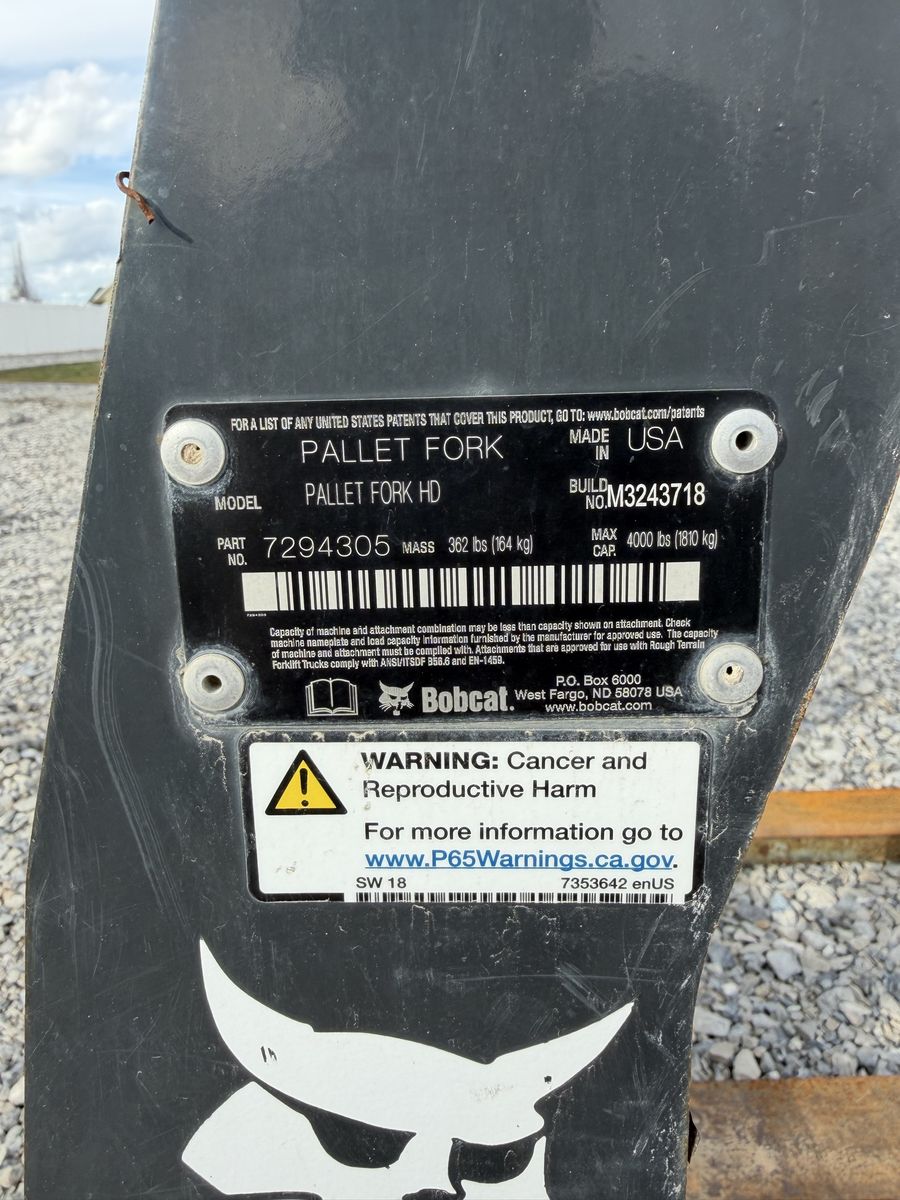 FOR A LIST OF ANY UNITED STATES PATENTS THAT COVER THIS PRODUCT, GO TO: www.bobcat.com/patents
PALLET FORK
MADE IN USA
MODEL PALLET FORK HD
BUILD NO. M3243718
PART NO. 7294305 MASS 362 lbs (164 kg)
MAX CAP. 4000 lbs (1810 kg)
7294305
Capacity of machine and attachment combination may be less than capacity shown on attachment. Check
machine nameplate and load capacity information furnished by the manufacturer for approved use. The capacity
of machine and attachment must be complied with. Attachments that are approved for use with Rough Terrain
Forklift Trucks comply with ANSI/ITSDF B56.6 and EN-1459.
Bobcat.
P.O. Box 6000
West Fargo, ND 58078 USA
www.bobcat.com
WARNING: Cancer and
Reproductive Harm
For more information go to
www.P65Warnings.ca.gov.
SW 18 7353642 enUS